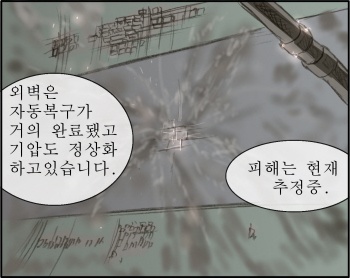 외벽은
자동복구가
거의 완료됐고
기압도 정상화
하고있습니다.
피해는 현재
추정중.